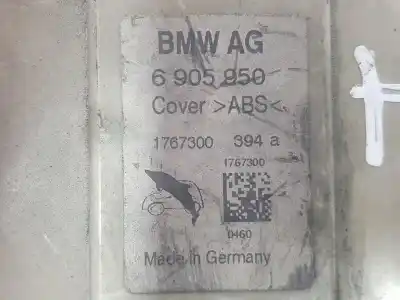 BMW AG
6 905 950
Cover >ABS<
1767300 394 a
1767300
0460
Made in Germany